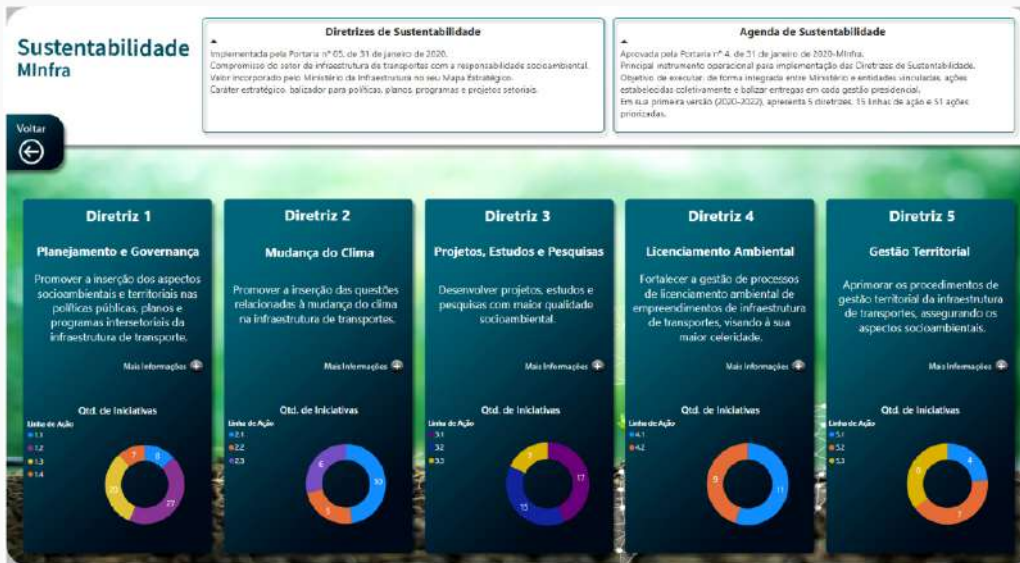 Sustentabilidade
MInfra
Voltar
Diretrizes de Sustentabilidade
Implementada pela Portaria nº 05, de 31 de janeiro de 2020.
Compromisso do setor de infraestrutura de transportes com a responsabilidade socioambiental.
Valor incorporado pelo Ministério da Infraestrutura no seu Mapa Estratégico.
Caráter estratégico, balizador para políticas, planos, programas e projetos setoriais.
Agenda de Sustentabilidade
Aprovada pela Portaria nº 4, de 31 de janeiro de 2020-MInfra.
Principal instrumento operacional para implementação das Diretrizes de Sustentabilidade.
Objetivo de executar, de forma integrada entre Ministério e entidades vinculadas, ações
estabelecidas coletivamente e balizar entregas em cada gestão presidencial.
Em sua primeira versão (2020-2022), apresenta 5 diretrizes, 15 linhas de ação e 51 ações
priorizadas.
Diretriz 1
Planejamento e Governança
Promover a inserção dos aspectos
socioambientais e territoriais nas
políticas públicas, planos e
programas intersetoriais da
infraestrutura de transporte.
Mais Informações
Qtd. de Iniciativas
Linha de Ação
1.1
1.2
1.3
1.4
7
8
27
Diretriz 2
Mudança do Clima
Promover a inserção das questões
relacionadas à mudança do clima
na infraestrutura de transportes.
Mais Informações
Qtd. de Iniciativas
Linha de Ação
2.1
2.2
2.3
6
10
5
Diretriz 3
Projetos, Estudos e Pesquisas
Desenvolver projetos, estudos e
pesquisas com maior qualidade
socioambiental.
Mais Informações
Qtd. de Iniciativas
Linha de Ação
3.1
3.2
3.3
7
17
15
Diretriz 4
Licenciamento Ambiental
Fortalecer a gestão de processos
de licenciamento ambiental de
empreendimentos de infraestrutura
de transportes, visando à sua
maior celeridade.
Mais Informações
Qtd. de Iniciativas
Linha de Ação
4.1
4.2
9
11
Diretriz 5
Gestão Territorial
Aprimorar os procedimentos de
gestão territorial da infraestrutura
de transportes, assegurando os
aspectos socioambientais.
Mais Informações
Qtd. de Iniciativas
Linha de Ação
5.1
5.2
5.3
4
7